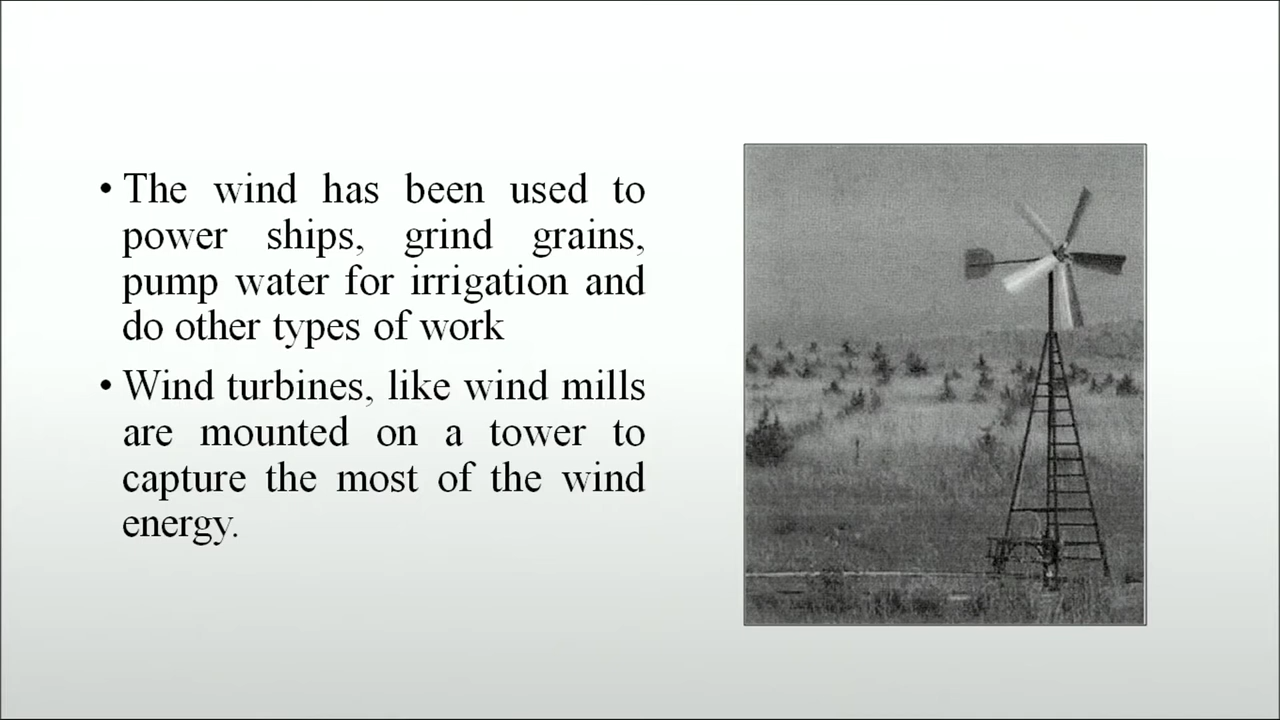 • The wind has been used to
power ships, grind grains,
pump water for irrigation and
do other types of work
• Wind turbines, like wind mills
are mounted on a tower to
capture the most of the wind
energy.